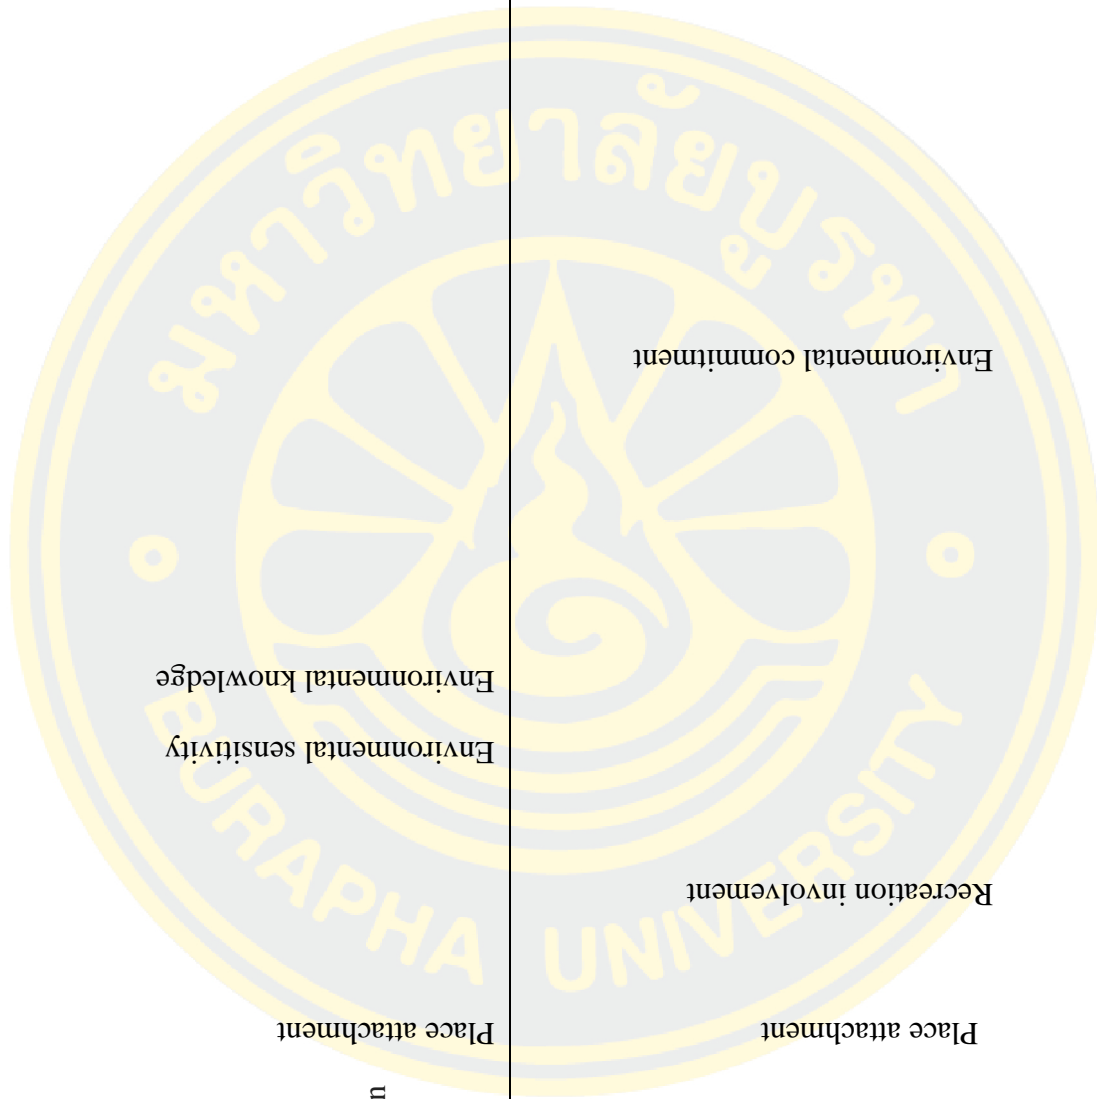 มหาวิทยาลัยบูรพา
BURAPHA UNIVERSITY
Place attachment
Recreation involvement
Environmental commitment
Place attachment
Environmental sensitivity
Environmental knowledge
n